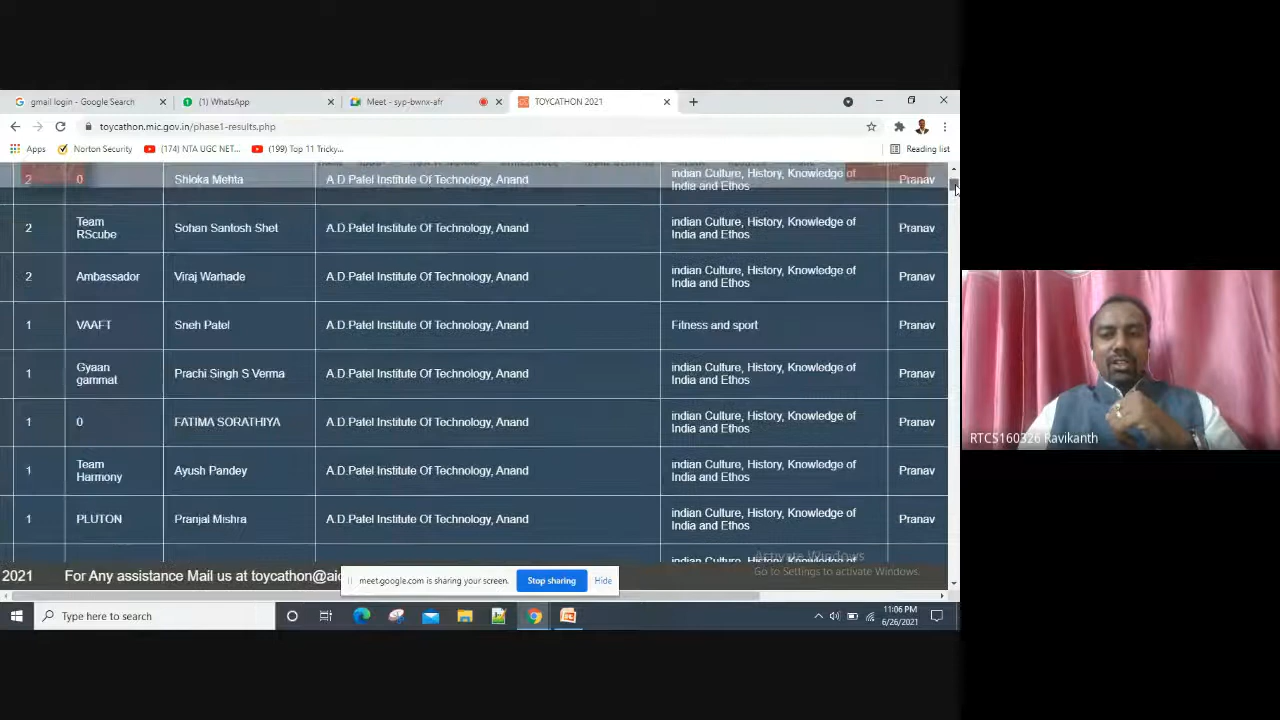 gmail login - Google Search
(1) WhatsApp
Meet - syp-bwnx-afr
TOYCATHON 2021
toycathon.mic.gov.in/phase1-results.php
Apps
Norton Security
(174) NTA UGC NET...
(199) Top 11 Tricky...
Reading list
2 0 Shloka Mehta A.D.Patel Institute Of Technology, Anand indian Culture, History, Knowledge of Pranav
India and Ethos
2 Team Sohan Santosh Shet A.D.Patel Institute Of Technology, Anand indian Culture, History, Knowledge of Pranav
RScube India and Ethos
2 Ambassador Viraj Warhade A.D.Patel Institute Of Technology, Anand indian Culture, History, Knowledge of Pranav
India and Ethos
1 VAAFT Sneh Patel A.D.Patel Institute Of Technology, Anand Fitness and sport Pranav
1 Gyaan Prachi Singh S Verma A.D.Patel Institute Of Technology, Anand indian Culture, History, Knowledge of Pranav
gammat India and Ethos
1 0 FATIMA SORATHIYA A.D.Patel Institute Of Technology, Anand indian Culture, History, Knowledge of Pranav
India and Ethos
1 Team Ayush Pandey A.D.Patel Institute Of Technology, Anand indian Culture, History, Knowledge of Pranav
Harmony India and Ethos
1 PLUTON Pranjal Mishra A.D.Patel Institute Of Technology, Anand indian Culture, History, Knowledge of Pranav
India and Ethos
indian Culture, History, Knowledge of
Activate Windows
Go to Settings to activate Windows.
2021 For Any assistance Mail us at toycathon@aic
meet.google.com is sharing your screen.
Stop sharing
Hide
Type here to search
11:06 PM
6/26/2021
RTCS160326 Ravikanth